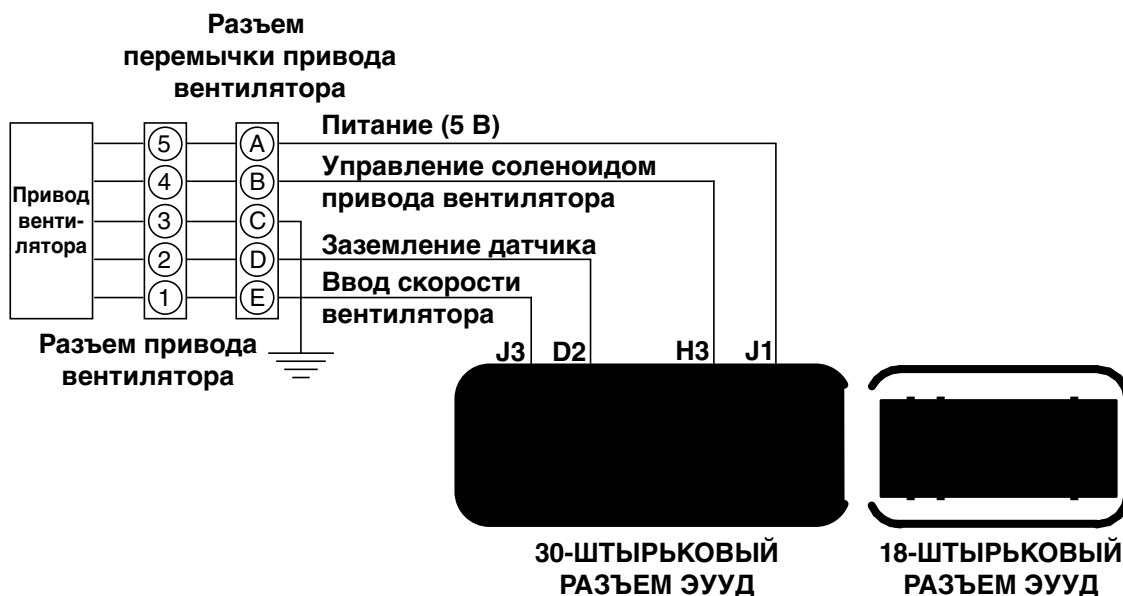 Разъем
перемычки привода
вентилятора
Питание (5 В)
Управление соленоидом
привода вентилятора
Заземление датчика
Ввод скорости
вентилятора
Привод
венти-
лятора
5
4
3
2
1
A
B
C
D
E
Разъем привода
вентилятора
J3 D2 H3 J1
30-ШТЫРЬКОВЫЙ
РАЗЪЕМ ЭУУД
18-ШТЫРЬКОВЫЙ
РАЗЪЕМ ЭУУД